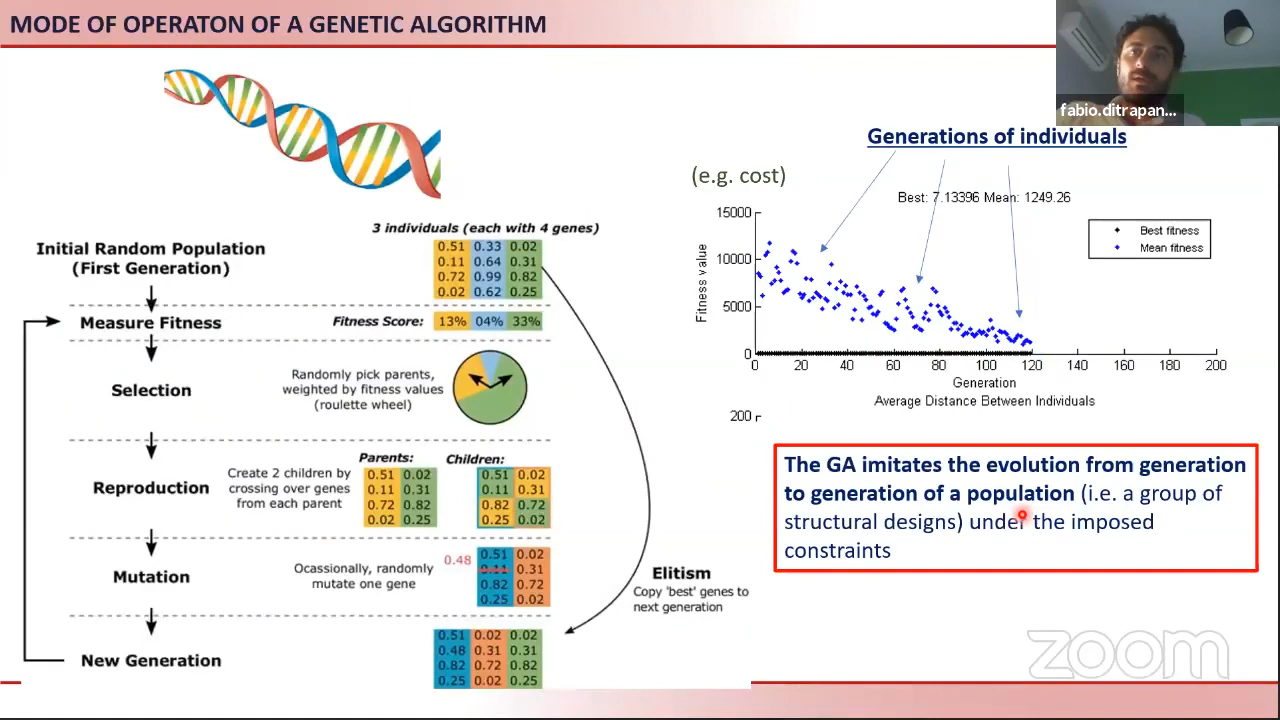 MODE OF OPERATON OF A GENETIC ALGORITHM
fabio.ditrapan...
Initial Random Population
(First Generation)
3 individuals (each with 4 genes)
0.51 0.33 0.02
0.11 0.64 0.31
0.72 0.99 0.82
0.02 0.62 0.25
Measure Fitness
Fitness Score: 13% 04% 33%
Selection
Randomly pick parents,
weighted by fitness values
(roulette wheel)
Reproduction
Create 2 children by
crossing over genes
from each parent
Parents:
0.51 0.02
0.11 0.31
0.72 0.82
0.02 0.25
Children:
0.51 0.02
0.11 0.31
0.82 0.72
0.25 0.02
Mutation
Ocassionally, randomly
mutate one gene
0.48
0.51 0.02
0.11 0.31
0.82 0.72
0.25 0.02
Elitism
Copy 'best' genes to
next generation
New Generation
0.51 0.02 0.02
0.48 0.31 0.31
0.82 0.72 0.82
0.25 0.02 0.25
Generations of individuals
(e.g. cost)
Best: 7.13396 Mean: 1249.26
15000
10000
5000
0
Fitness value
Best fitness
Mean fitness
0 20 40 60 80 100 120 140 160 180 200
Generation
Average Distance Between Individuals
200
The GA imitates the evolution from generation
to generation of a population (i.e. a group of
structural designs) under the imposed
constraints
zoom